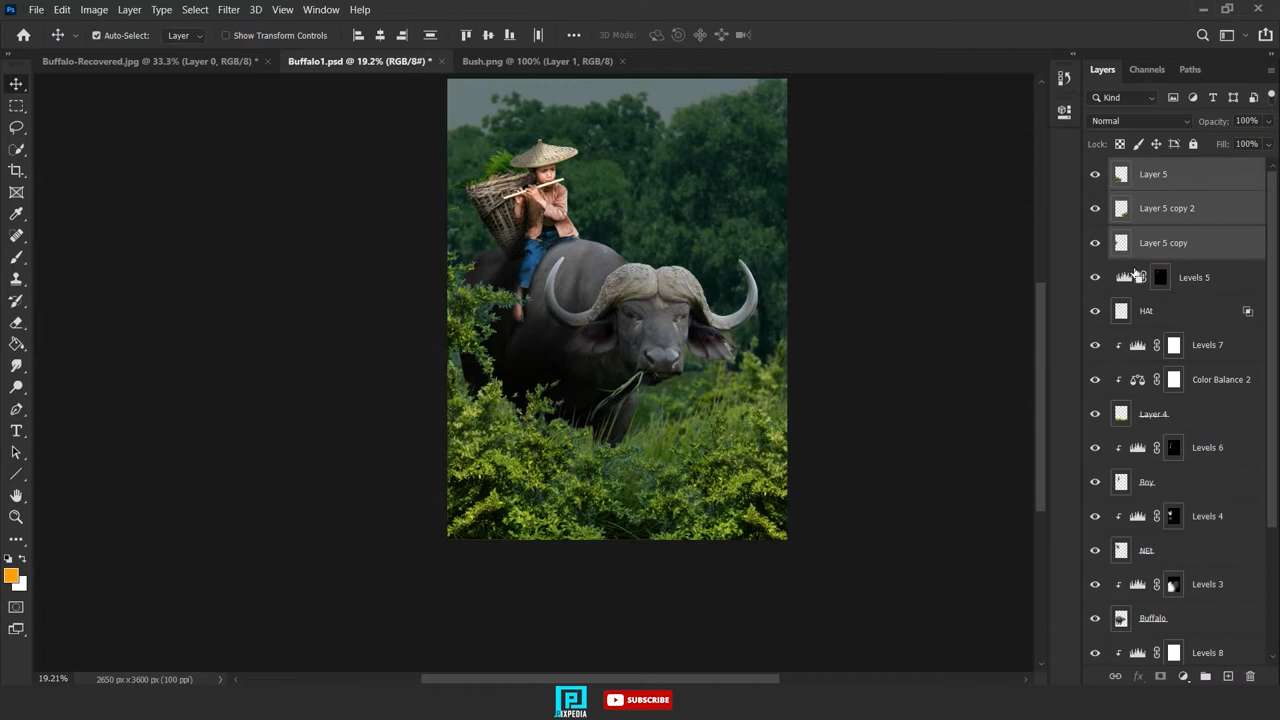 Ps File Edit Image Layer Type Select Filter 3D View Window Help
Auto-Select: Layer Show Transform Controls 3D Mode:
Buffalo-Recovered.jpg @ 33.3% (Layer 0, RGB/8) * Buffalo1.psd @ 19.2% (RGB/8#) * Bush.png @ 100% (Layer 1, RGB/8)
Layers Channels Paths
Kind
Normal Opacity: 100%
Lock: Fill: 100%
Layer 5
Layer 5 copy 2
Layer 5 copy
Levels 5
HAt
Levels 7
Color Balance 2
Layer 4
Levels 6
Boy
Levels 4
NEt
Levels 3
Buffalo
Levels 8
19.21% 2650 px x 3600 px (100 ppi)
PIXPEDIA SUBSCRIBE